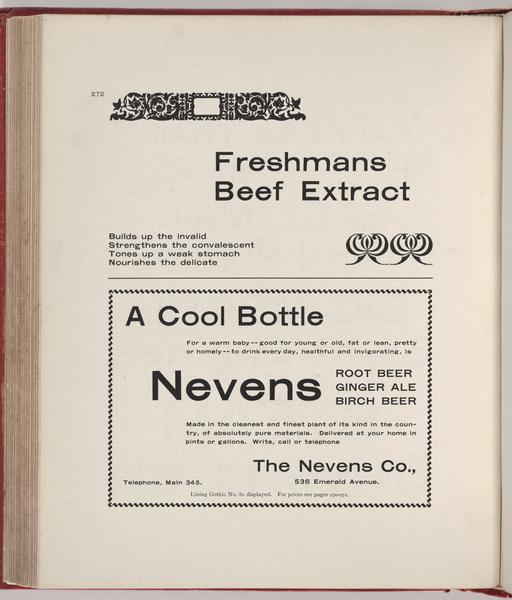 272
Freshmans
Beef Extract
Builds up the invalid
Strengthens the convalescent
Tones up a weak stomach
Nourishes the delicate
A Cool Bottle
For a warm baby--good for young or old, fat or lean, pretty
or homely--to drink every day, healthful and invigorating, is
Nevens
ROOT BEER
GINGER ALE
BIRCH BEER
Made in the cleanest and finest plant of its kind in the coun-
try, of absolutely pure materials. Delivered at your home in
pints or gallons. Write, call or telephone
The Nevens Co.,
Telephone, Main 345.
536 Emerald Avenue.
Lining Gothic No. 82 displayed. For prices see pages 270-271.